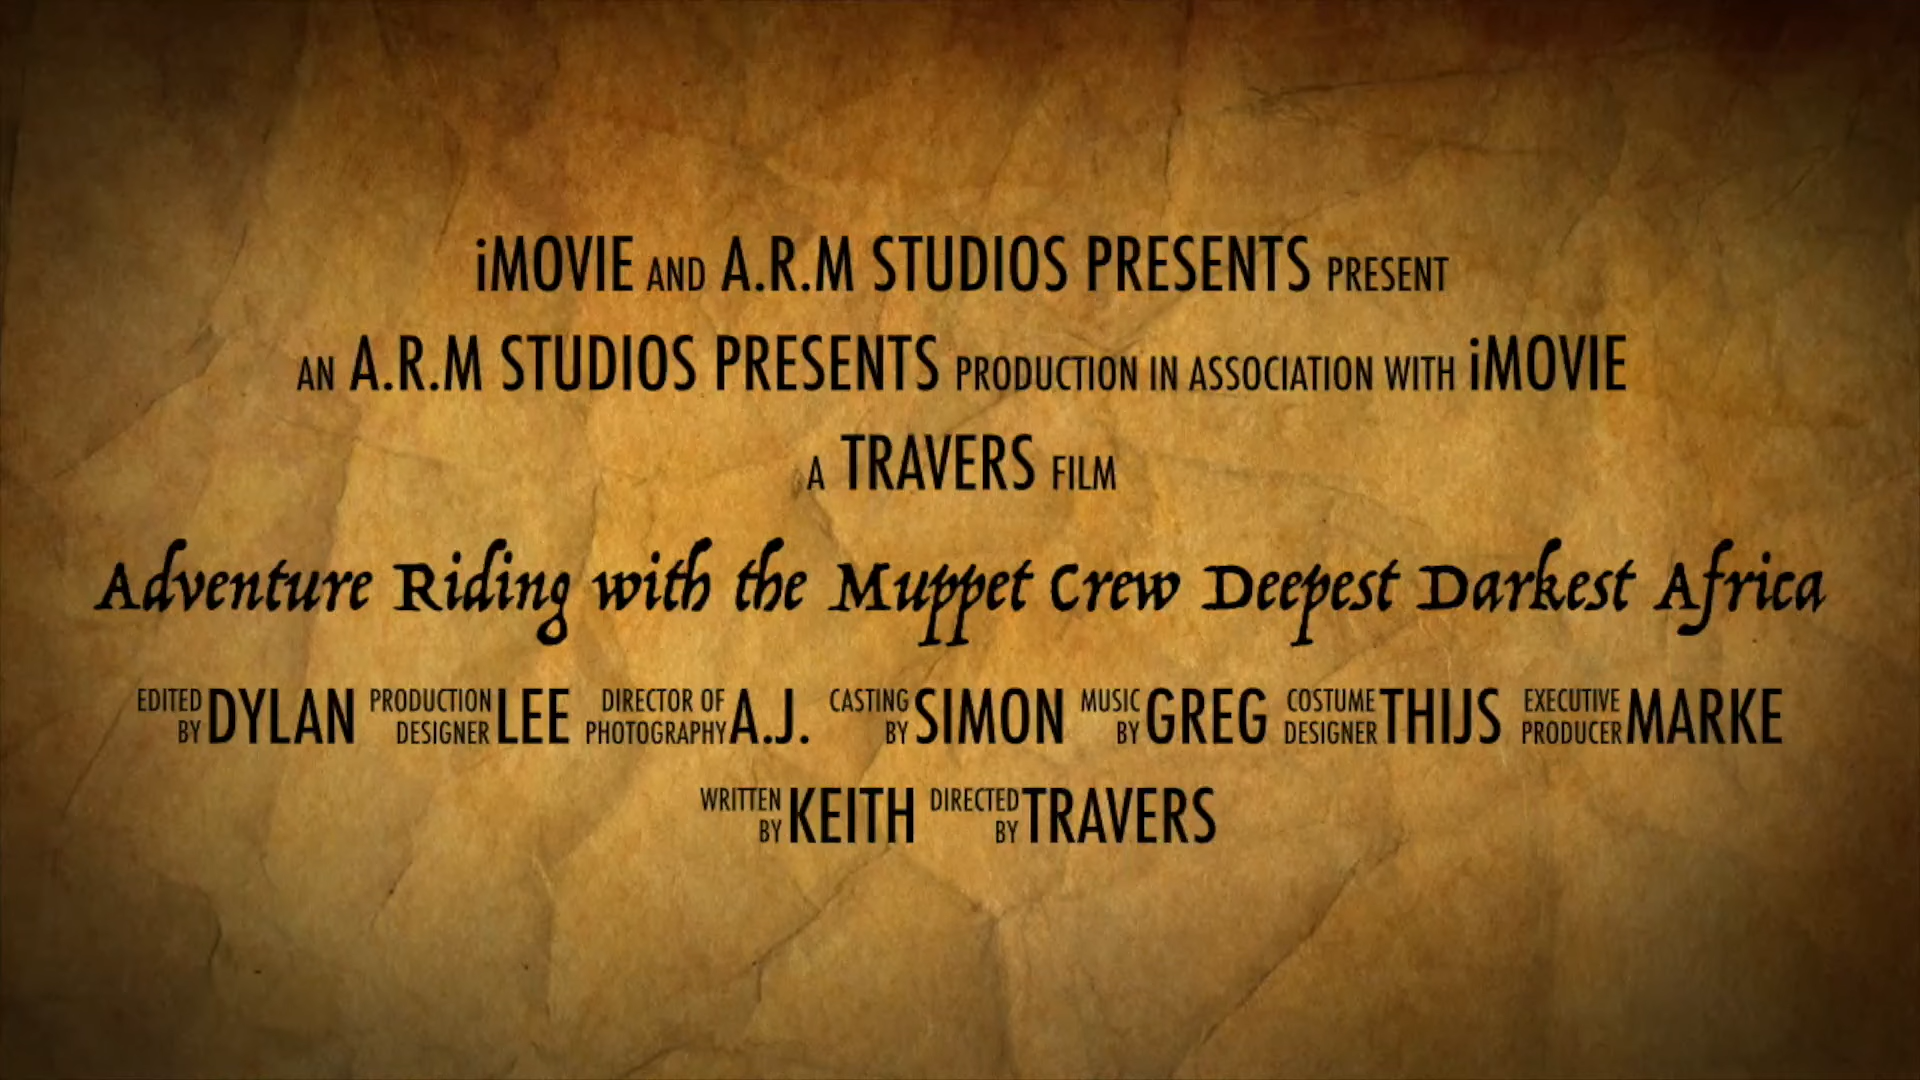 iMOVIE AND A.R.M STUDIOS PRESENTS PRESENT
AN A.R.M STUDIOS PRESENTS PRODUCTION IN ASSOCIATION WITH iMOVIE
A TRAVERS FILM
Adventure Riding with the Muppet Crew Deepest Darkest Africa
EDITED BY DYLAN PRODUCTION DESIGNER LEE DIRECTOR OF PHOTOGRAPHY A.J. CASTING BY SIMON MUSIC BY GREG COSTUME DESIGNER THIJS EXECUTIVE PRODUCER MARKE
WRITTEN BY KEITH DIRECTED BY TRAVERS